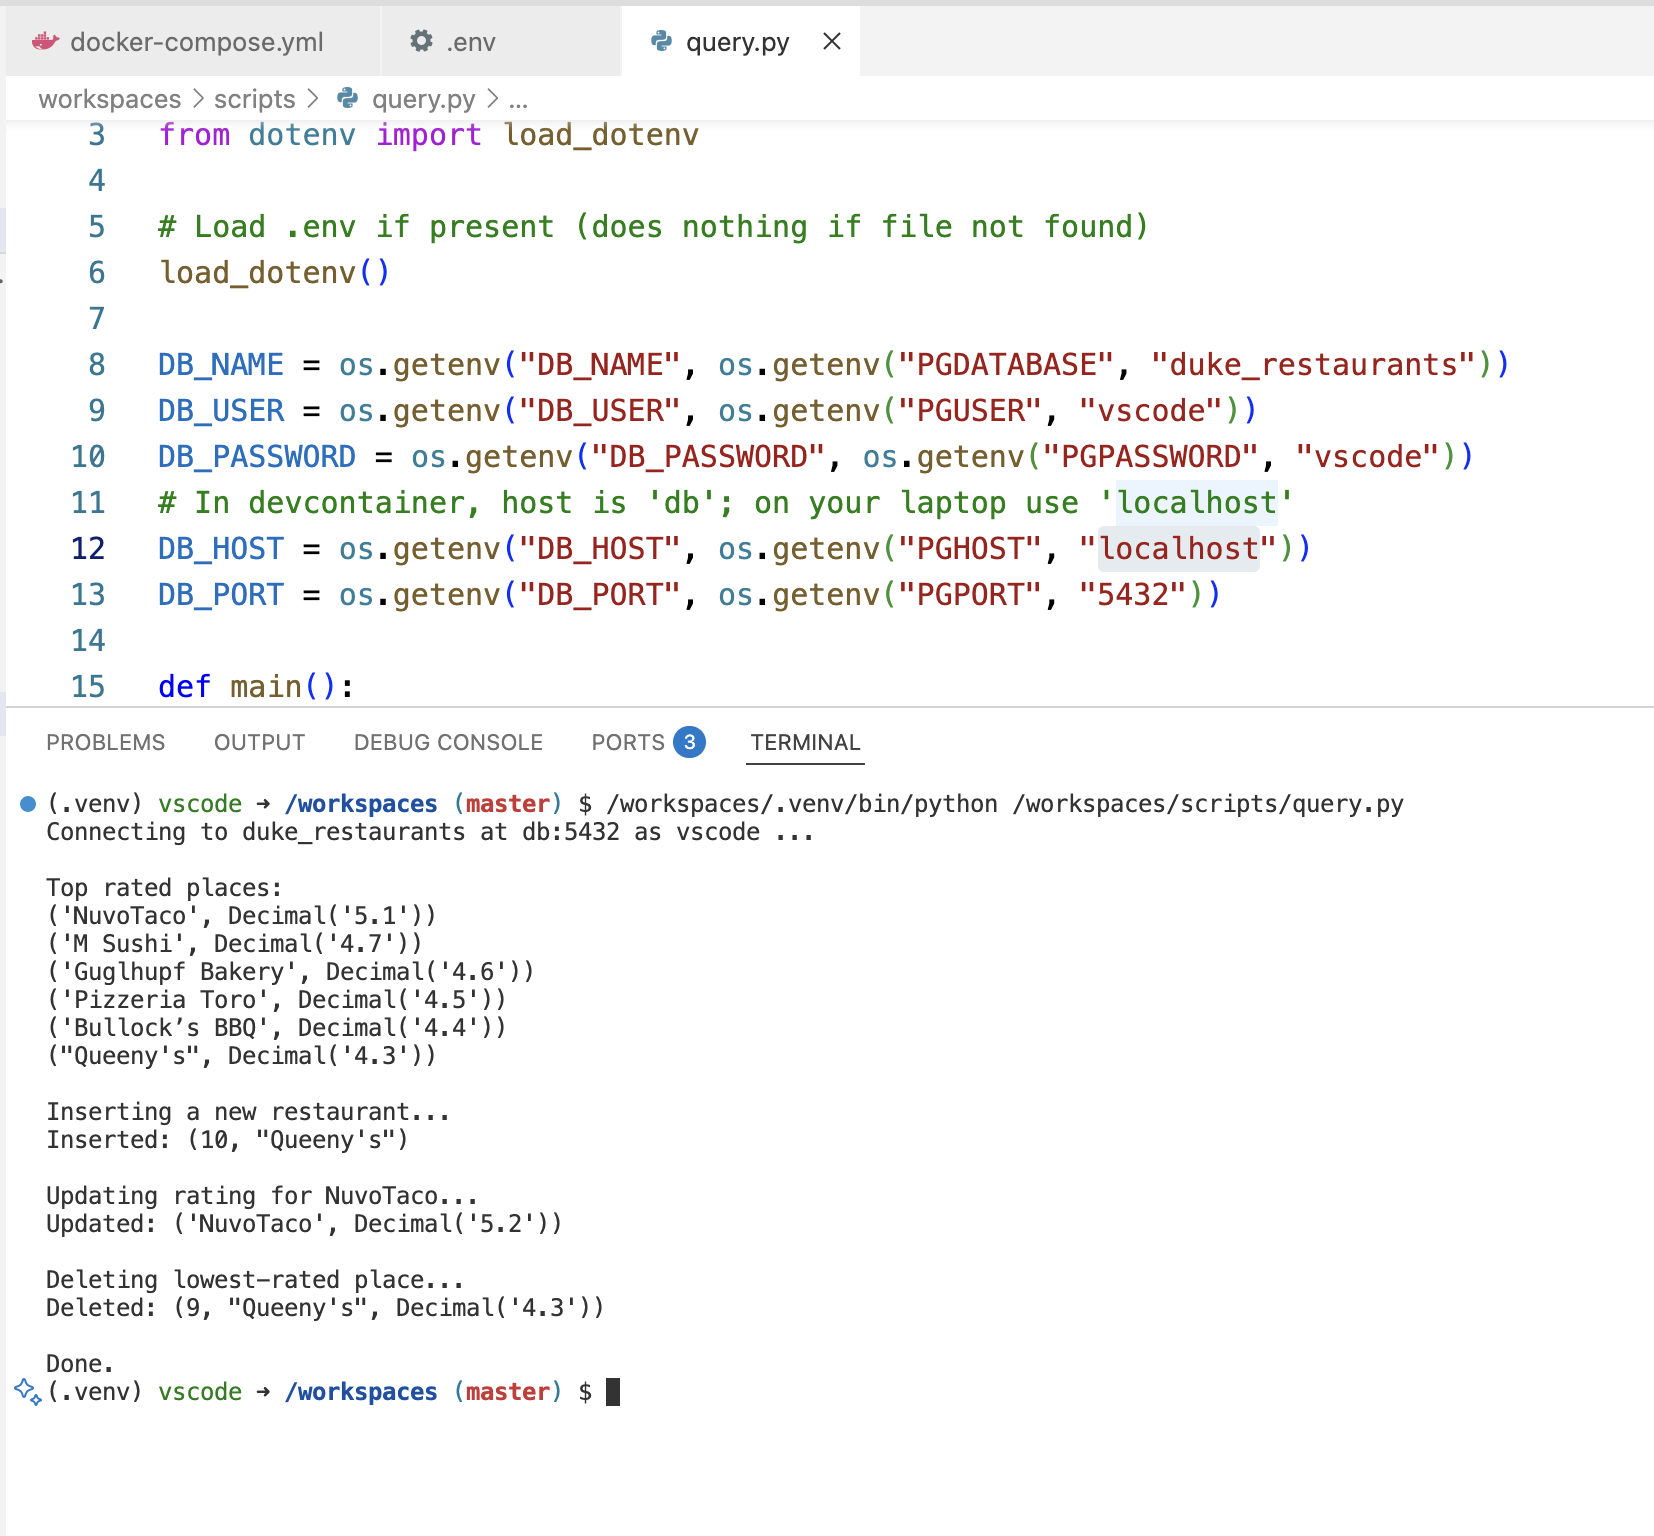 docker-compose.yml .env query.py
workspaces > scripts > query.py > ...
3 from dotenv import load_dotenv
4
5 # Load .env if present (does nothing if file not found)
6 load_dotenv()
7
8 DB_NAME = os.getenv("DB_NAME", os.getenv("PGDATABASE", "duke_restaurants"))
9 DB_USER = os.getenv("DB_USER", os.getenv("PGUSER", "vscode"))
10 DB_PASSWORD = os.getenv("DB_PASSWORD", os.getenv("PGPASSWORD", "vscode"))
11 # In devcontainer, host is 'db'; on your laptop use 'localhost'
12 DB_HOST = os.getenv("DB_HOST", os.getenv("PGHOST", "localhost"))
13 DB_PORT = os.getenv("DB_PORT", os.getenv("PGPORT", "5432"))
14
15 def main():
PROBLEMS OUTPUT DEBUG CONSOLE PORTS 3 TERMINAL
(.venv) vscode → /workspaces (master) $ /workspaces/.venv/bin/python /workspaces/scripts/query.py
Connecting to duke_restaurants at db:5432 as vscode ...
Top rated places:
('NuvoTaco', Decimal('5.1'))
('M Sushi', Decimal('4.7'))
('Guglhupf Bakery', Decimal('4.6'))
('Pizzeria Toro', Decimal('4.5'))
('Bullock’s BBQ', Decimal('4.4'))
("Queeny's", Decimal('4.3'))
Inserting a new restaurant...
Inserted: (10, "Queeny's")
Updating rating for NuvoTaco...
Updated: ('NuvoTaco', Decimal('5.2'))
Deleting lowest-rated place...
Deleted: (9, "Queeny's", Decimal('4.3'))
Done.
(.venv) vscode → /workspaces (master) $